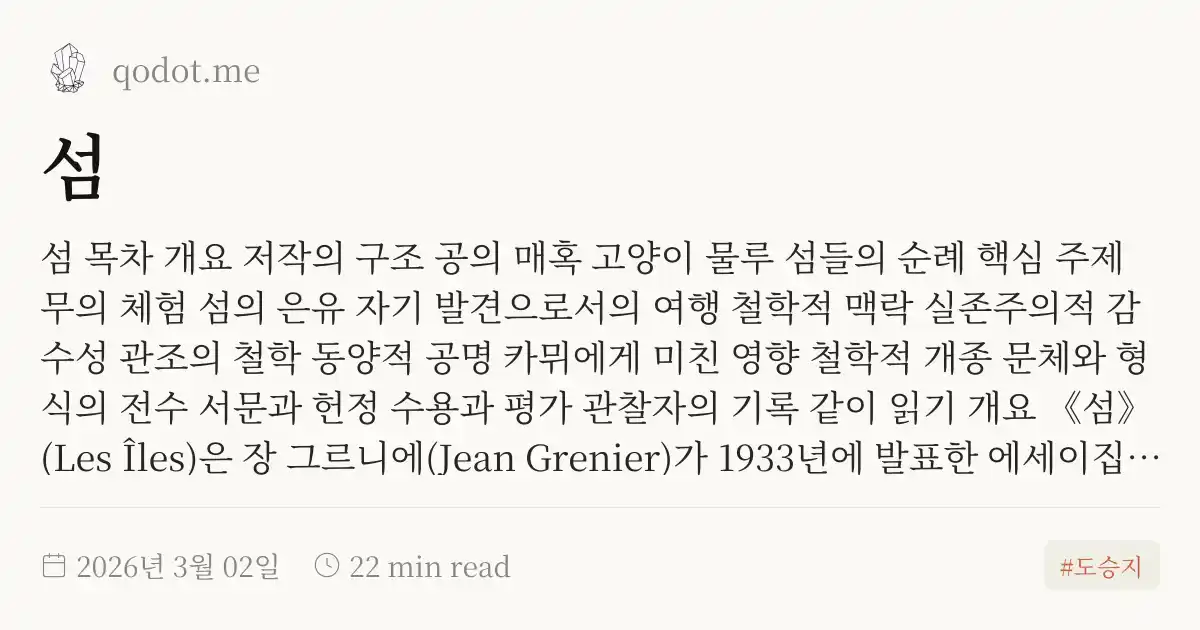 qodot.me
섬
섬 목차 개요 저작의 구조 공의 매혹 고양이 물루 섬들의 순례 핵심 주제
무의 체험 섬의 은유 자기 발견으로서의 여행 철학적 맥락 실존주의적 감
수성 관조의 철학 동양적 공명 카뮈에게 미친 영향 철학적 개종 문체와 형
식의 전수 서문과 헌정 수용과 평가 관찰자의 기록 같이 읽기 개요 《섬》
(Les Îles)은 장 그르니에(Jean Grenier)가 1933년에 발표한 에세이집…
2026년 3월 02일 22 min read #도승지